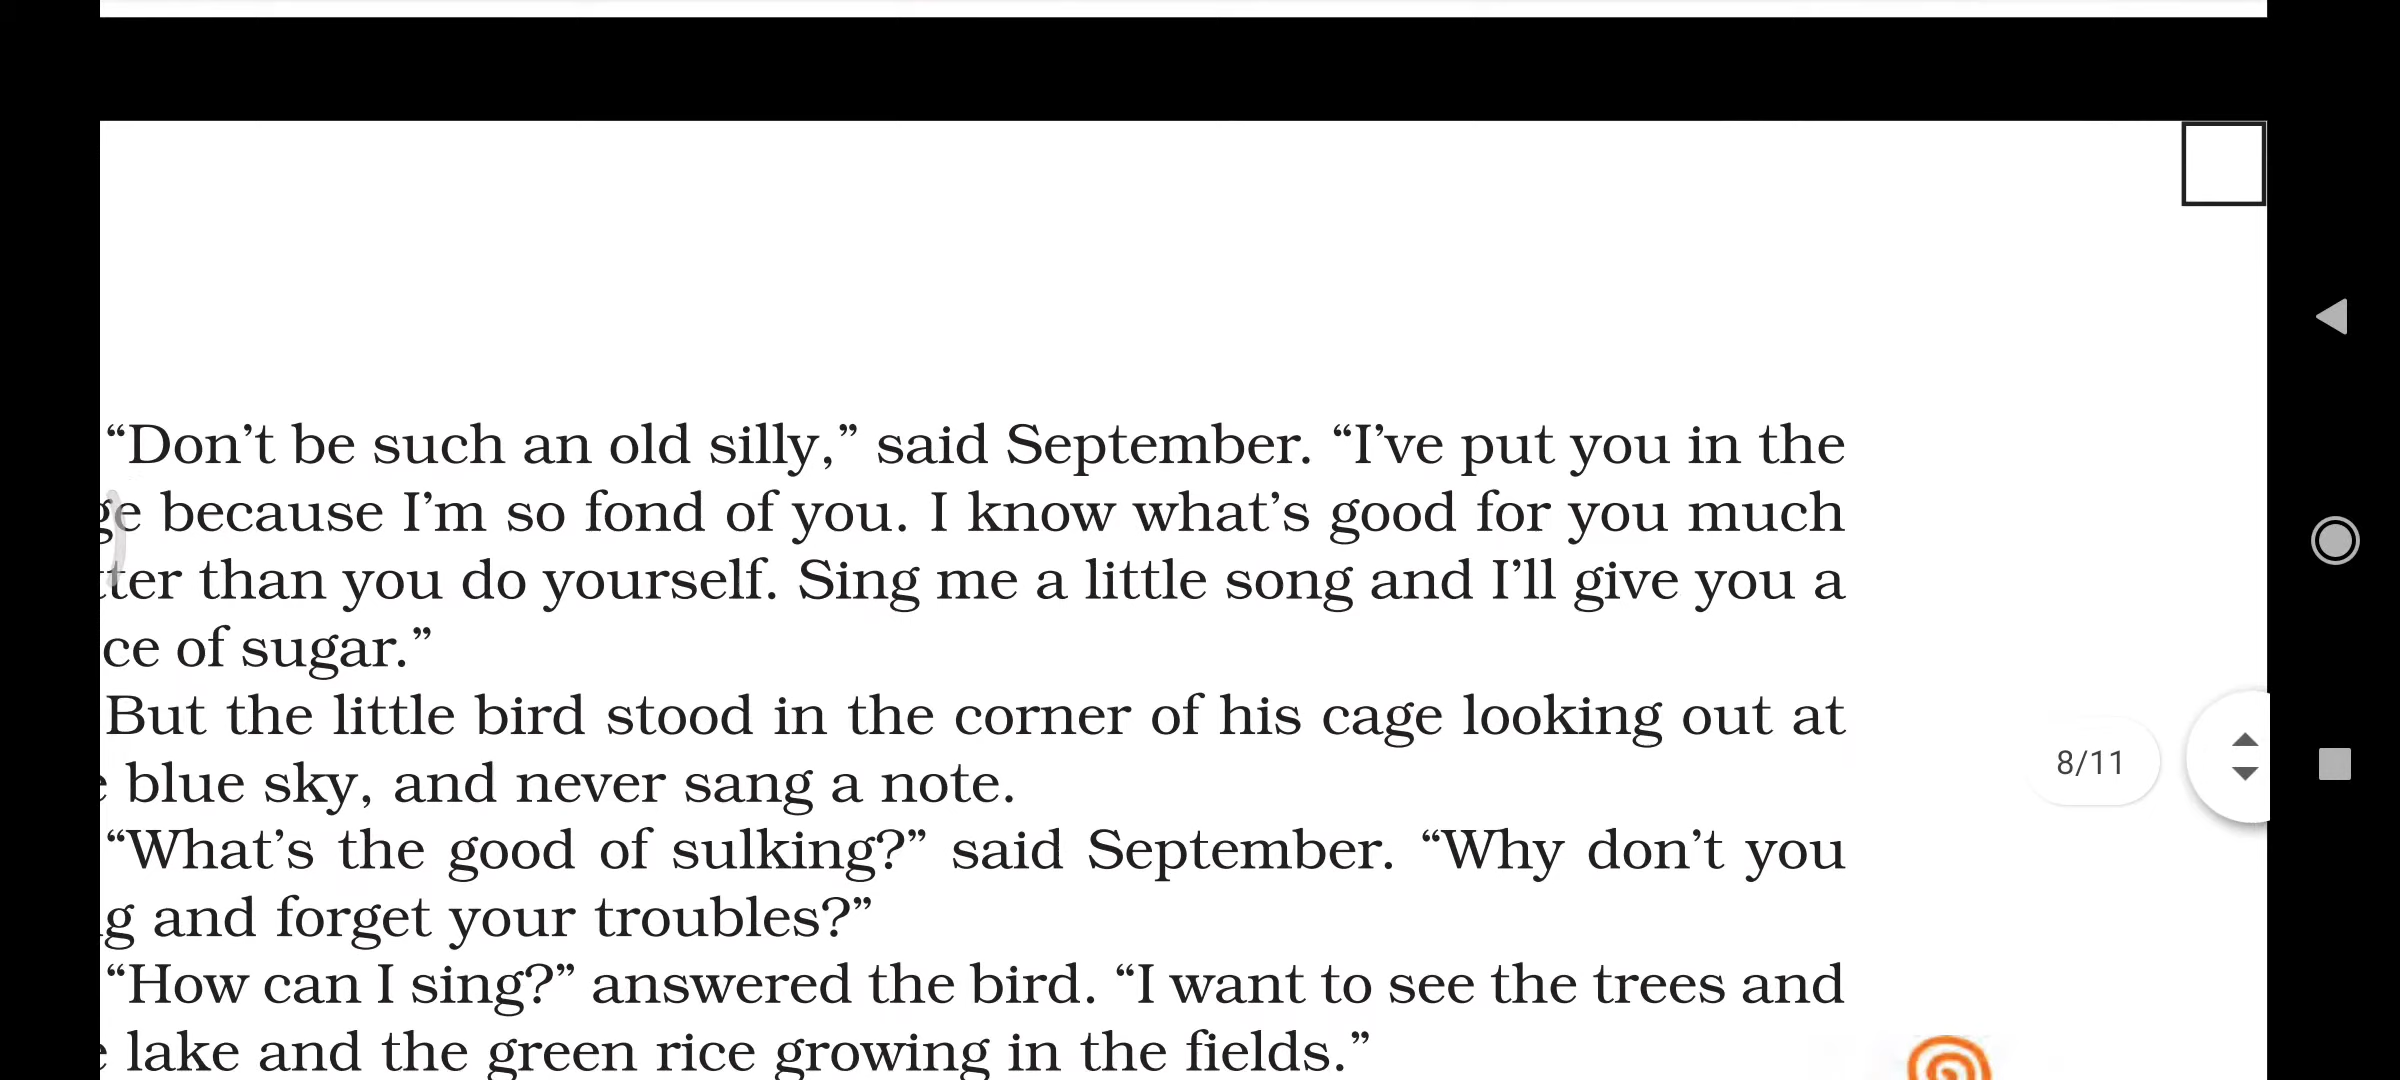 “Don’t be such an old silly,” said September. “I’ve put you in the
ge because I’m so fond of you. I know what’s good for you much
tter than you do yourself. Sing me a little song and I’ll give you a
ce of sugar.”
But the little bird stood in the corner of his cage looking out at
e blue sky, and never sang a note.
“What’s the good of sulking?” said September. “Why don’t you
g and forget your troubles?”
“How can I sing?” answered the bird. “I want to see the trees and
e lake and the green rice growing in the fields.”
8/11